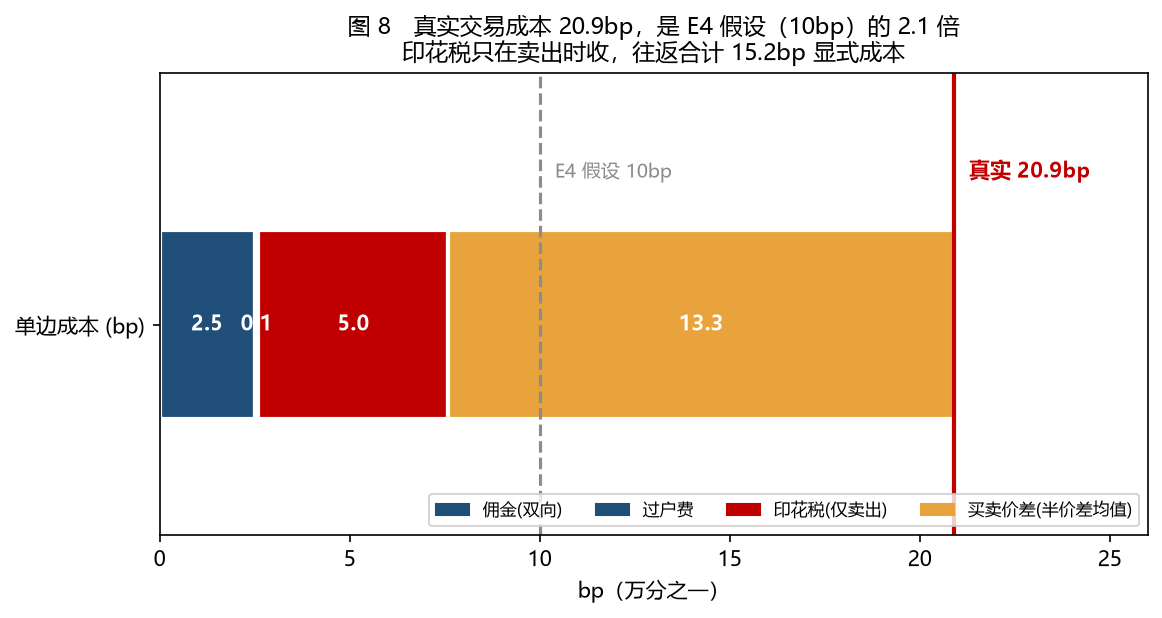 图 8　真实交易成本 20.9bp，是 E4 假设（10bp）的 2.1 倍
印花税只在卖出时收，往返合计 15.2bp 显式成本
E4 假设 10bp
真实 20.9bp
单边成本 (bp)
2.5
0.1
5.0
13.3
佣金(双向)
过户费
印花税(仅卖出)
买卖价差(半价差均值)
0
5
10
15
20
25
bp（万分之一）